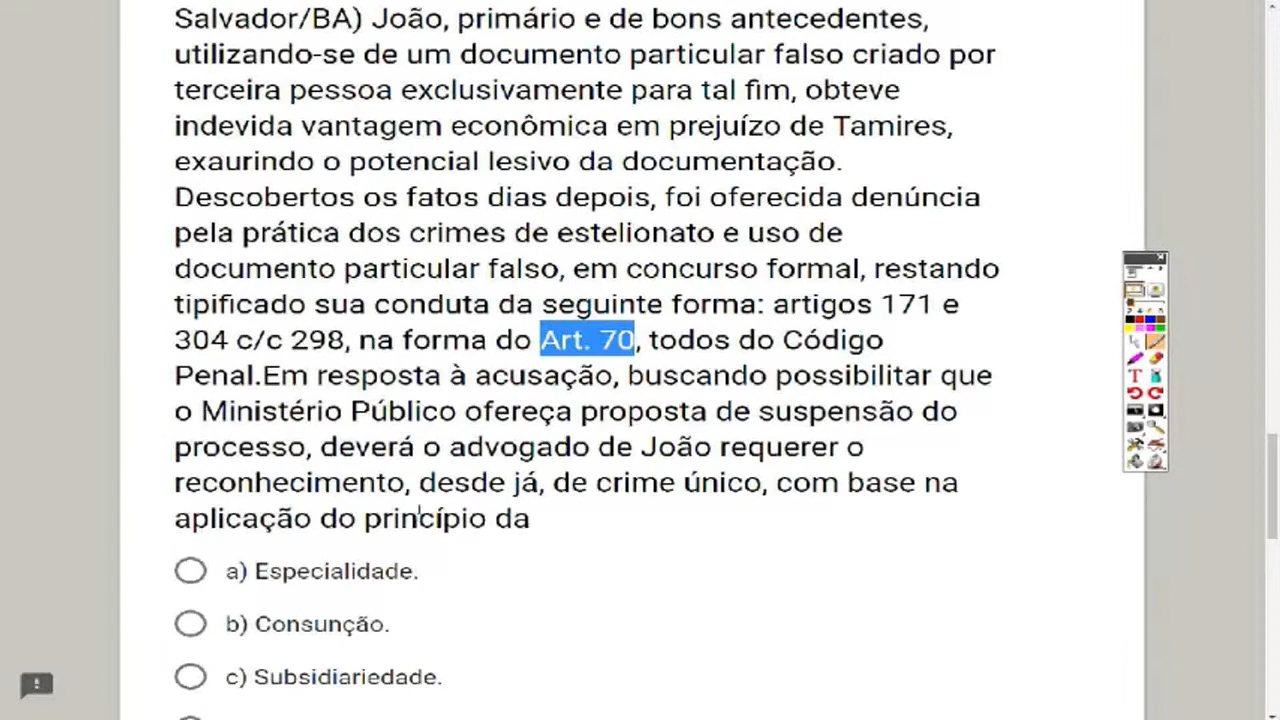 Salvador/BA) João, primário e de bons antecedentes,
utilizando-se de um documento particular falso criado por
terceira pessoa exclusivamente para tal fim, obteve
indevida vantagem econômica em prejuízo de Tamires,
exaurindo o potencial lesivo da documentação.
Descobertos os fatos dias depois, foi oferecida denúncia
pela prática dos crimes de estelionato e uso de
documento particular falso, em concurso formal, restando
tipificado sua conduta da seguinte forma: artigos 171 e
304 c/c 298, na forma do Art. 70, todos do Código
Penal.Em resposta à acusação, buscando possibilitar que
o Ministério Público ofereça proposta de suspensão do
processo, deverá o advogado de João requerer o
reconhecimento, desde já, de crime único, com base na
aplicação do princípio da
a) Especialidade.
b) Consunção.
c) Subsidiariedade.